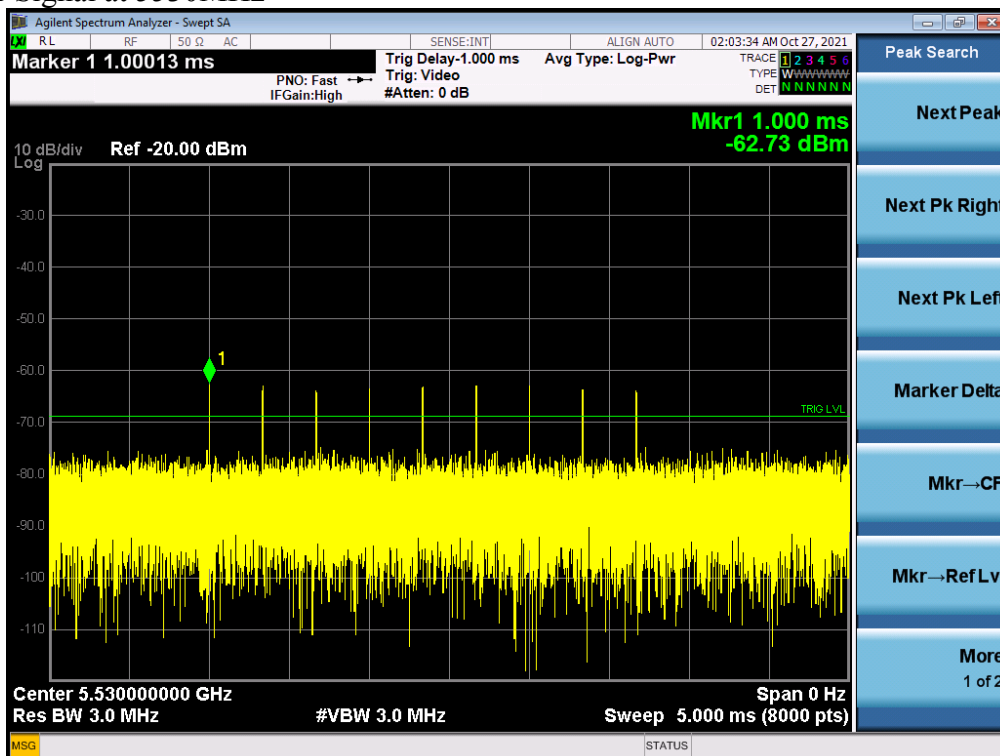 Signal at 5530MHz
Agilent Spectrum Analyzer - Swept SA
LXI RL RF 50 Ω AC SENSE:INT ALIGN AUTO 02:03:34 AM Oct 27, 2021
Marker 1 1.00013 ms
PNO: Fast
IFGain:High
Trig Delay-1.000 ms
Trig: Video
#Atten: 0 dB
Avg Type: Log-Pwr
TRACE 1 2 3 4 5 6
TYPE W
DET N N N N N N
Mkr1 1.000 ms
-62.73 dBm
10 dB/div Ref -20.00 dBm
Log
-30.0
-40.0
-50.0
1
-60.0
TRIG LVL
-70.0
-80.0
-90.0
-100
-110
Center 5.530000000 GHz Span 0 Hz
Res BW 3.0 MHz #VBW 3.0 MHz Sweep 5.000 ms (8000 pts)
MSG STATUS
Peak Search
Next Peak
Next Pk Right
Next Pk Left
Marker Delta
Mkr→CF
Mkr→Ref Lv
More
1 of 2